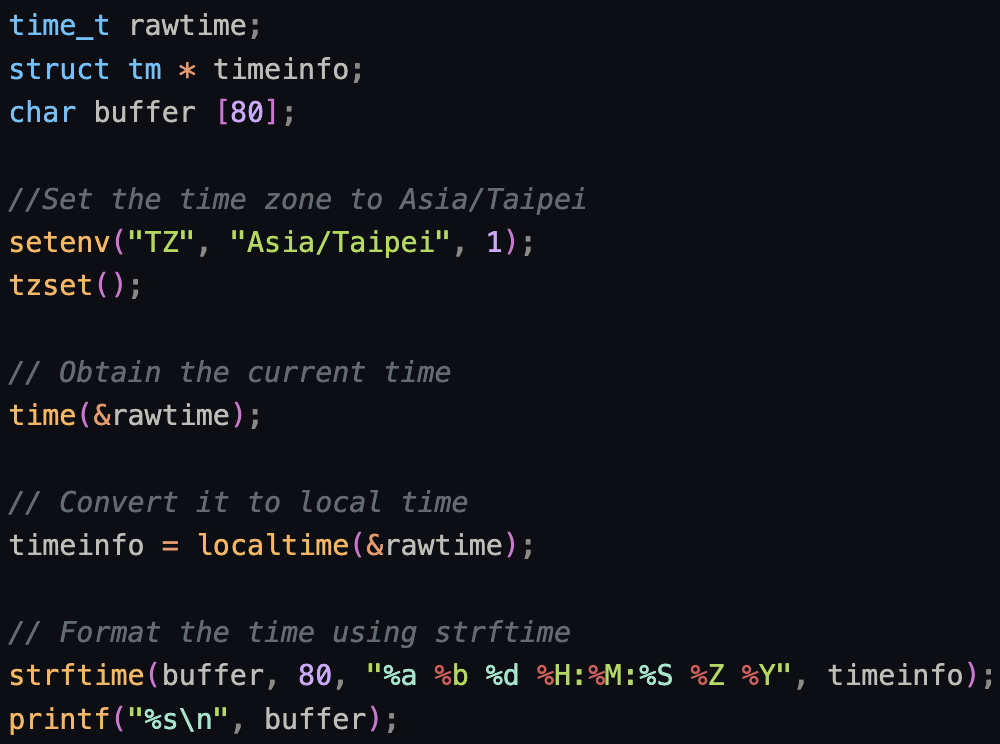 time_t rawtime;
struct tm * timeinfo;
char buffer [80];
//Set the time zone to Asia/Taipei
setenv("TZ", "Asia/Taipei", 1);
tzset();
// Obtain the current time
time(&rawtime);
// Convert it to local time
timeinfo = localtime(&rawtime);
// Format the time using strftime
strftime(buffer, 80, "%a %b %d %H:%M:%S %Z %Y", timeinfo);
printf("%s\n", buffer);